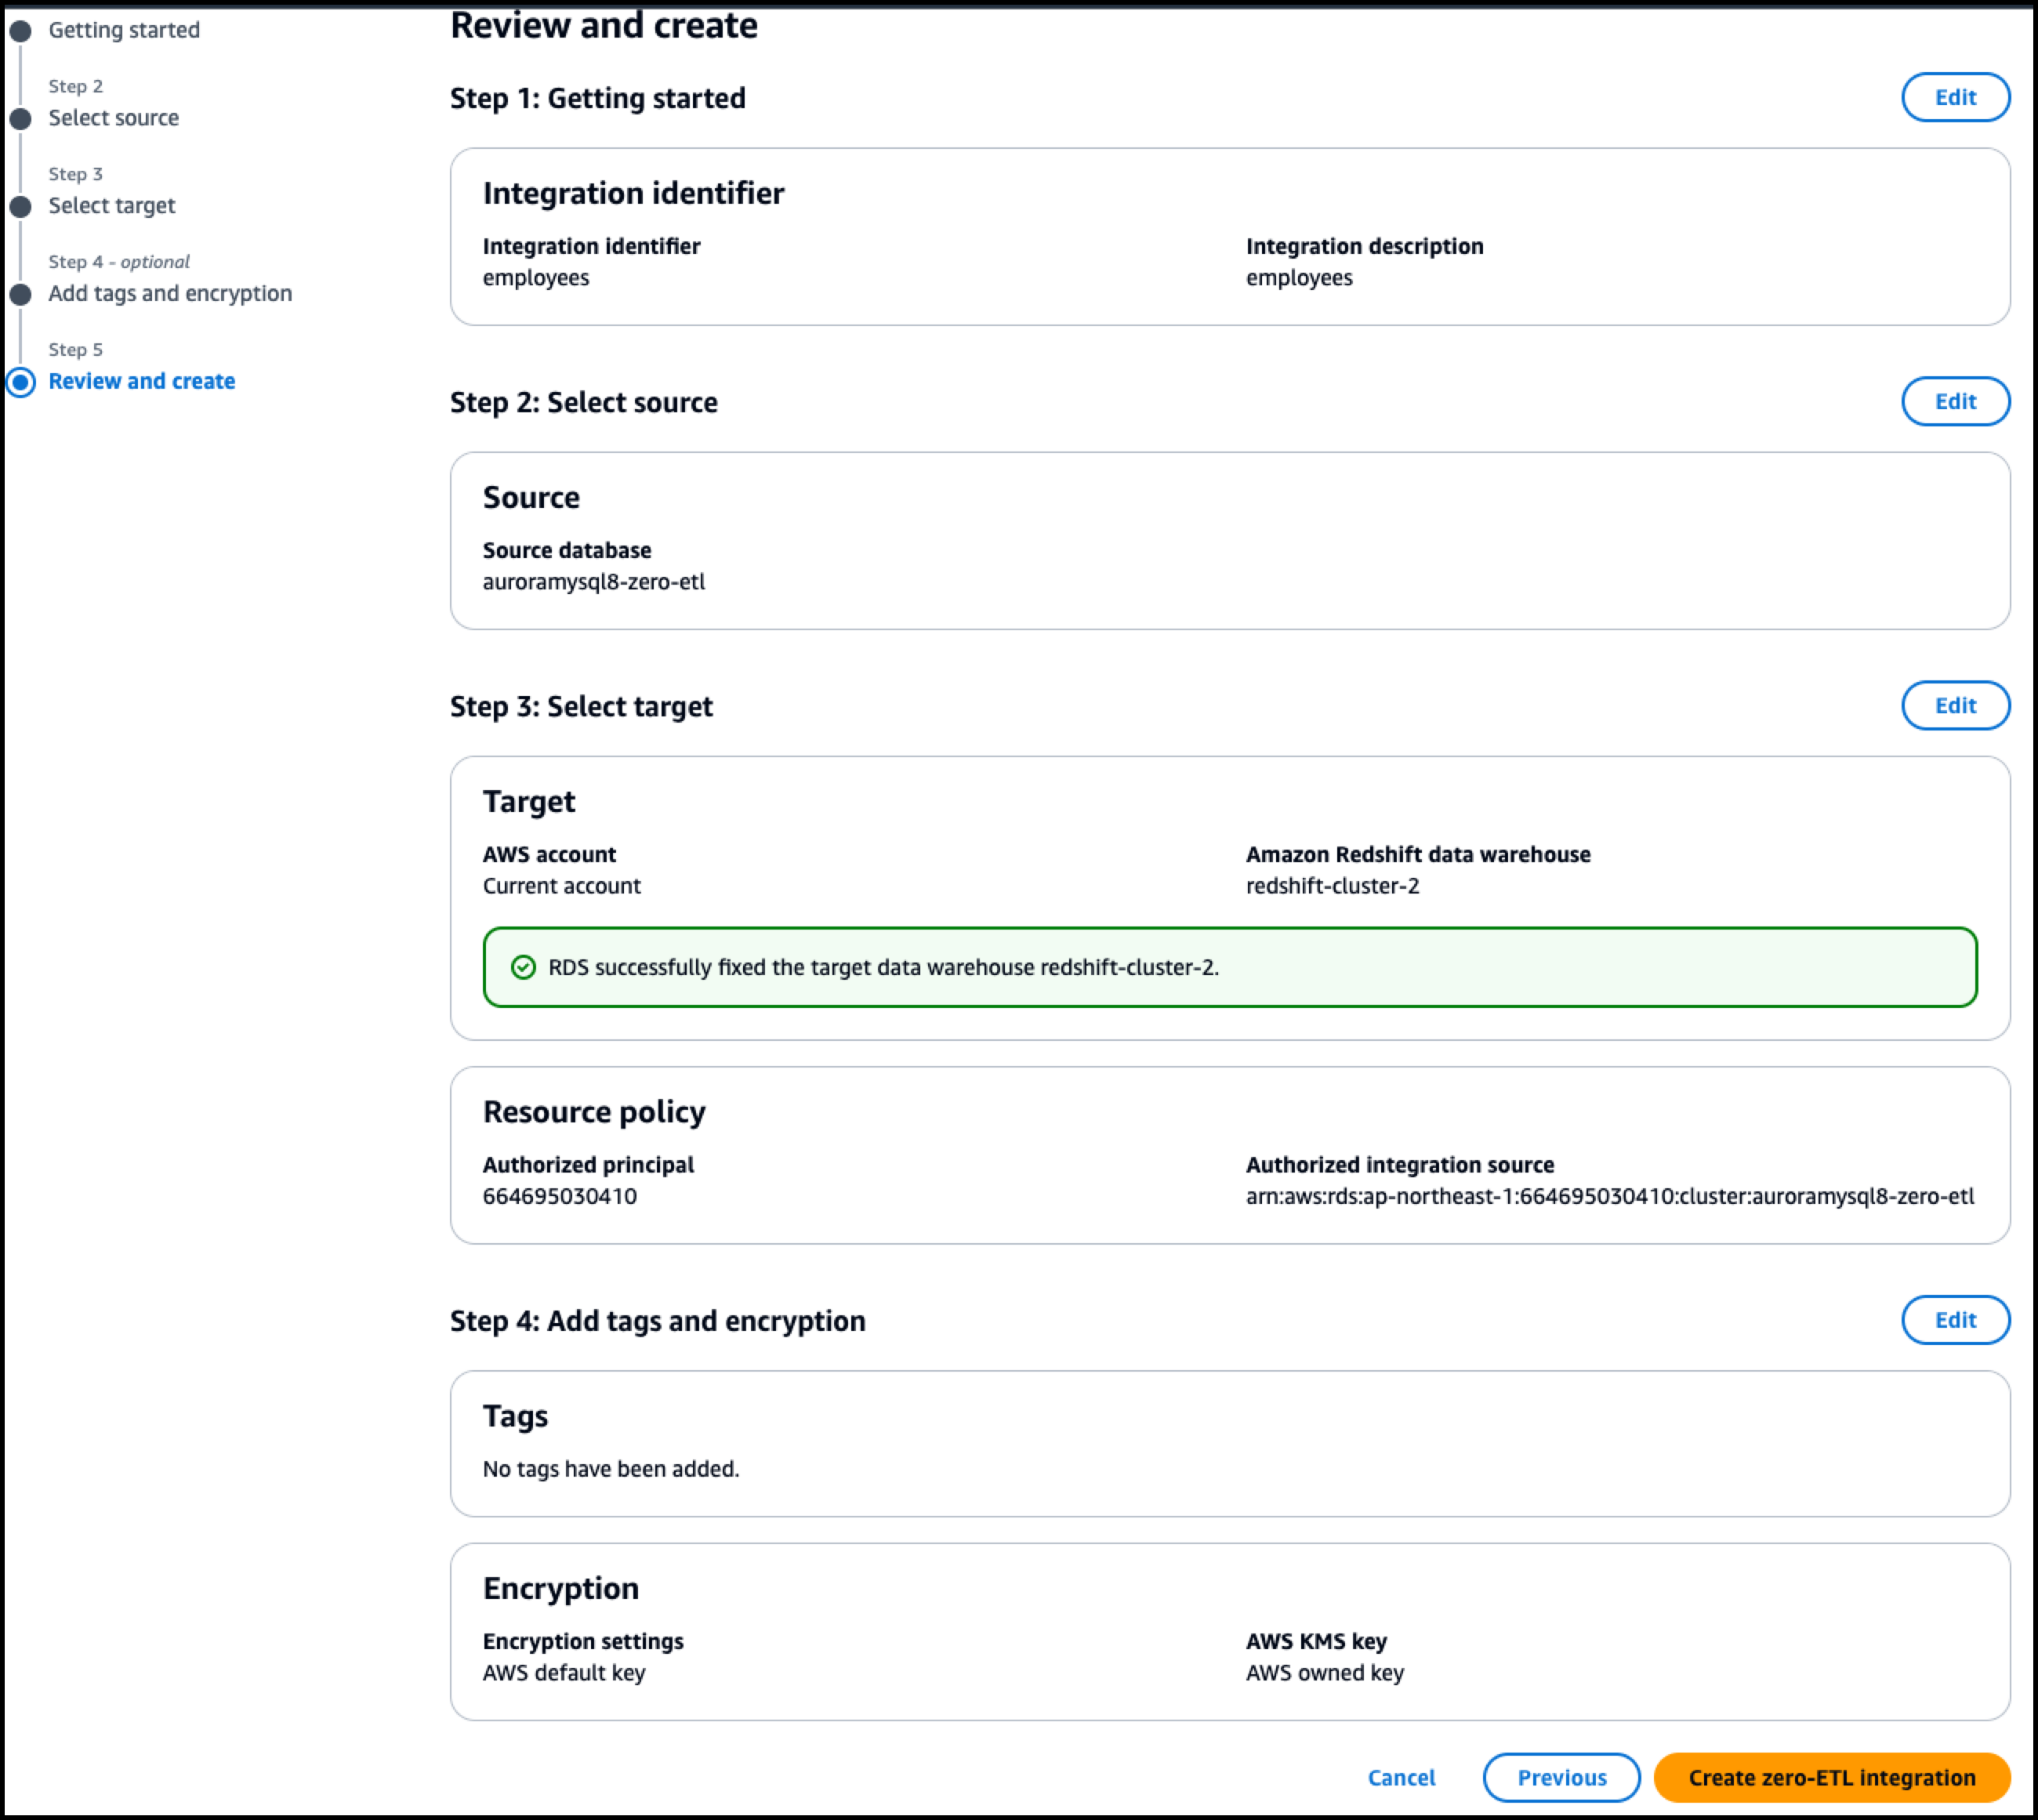 Getting started
Step 2
Select source
Step 3
Select target
Step 4 - optional
Add tags and encryption
Step 5
Review and create
Review and create
Step 1: Getting started
Edit
Integration identifier
Integration identifier
employees
Integration description
employees
Step 2: Select source
Edit
Source
Source database
auroramysql8-zero-etl
Step 3: Select target
Edit
Target
AWS account
Current account
Amazon Redshift data warehouse
redshift-cluster-2
RDS successfully fixed the target data warehouse redshift-cluster-2.
Resource policy
Authorized principal
664695030410
Authorized integration source
arn:aws:rds:ap-northeast-1:664695030410:cluster:auroramysql8-zero-etl
Step 4: Add tags and encryption
Edit
Tags
No tags have been added.
Encryption
Encryption settings
AWS default key
AWS KMS key
AWS owned key
Cancel
Previous
Create zero-ETL integration